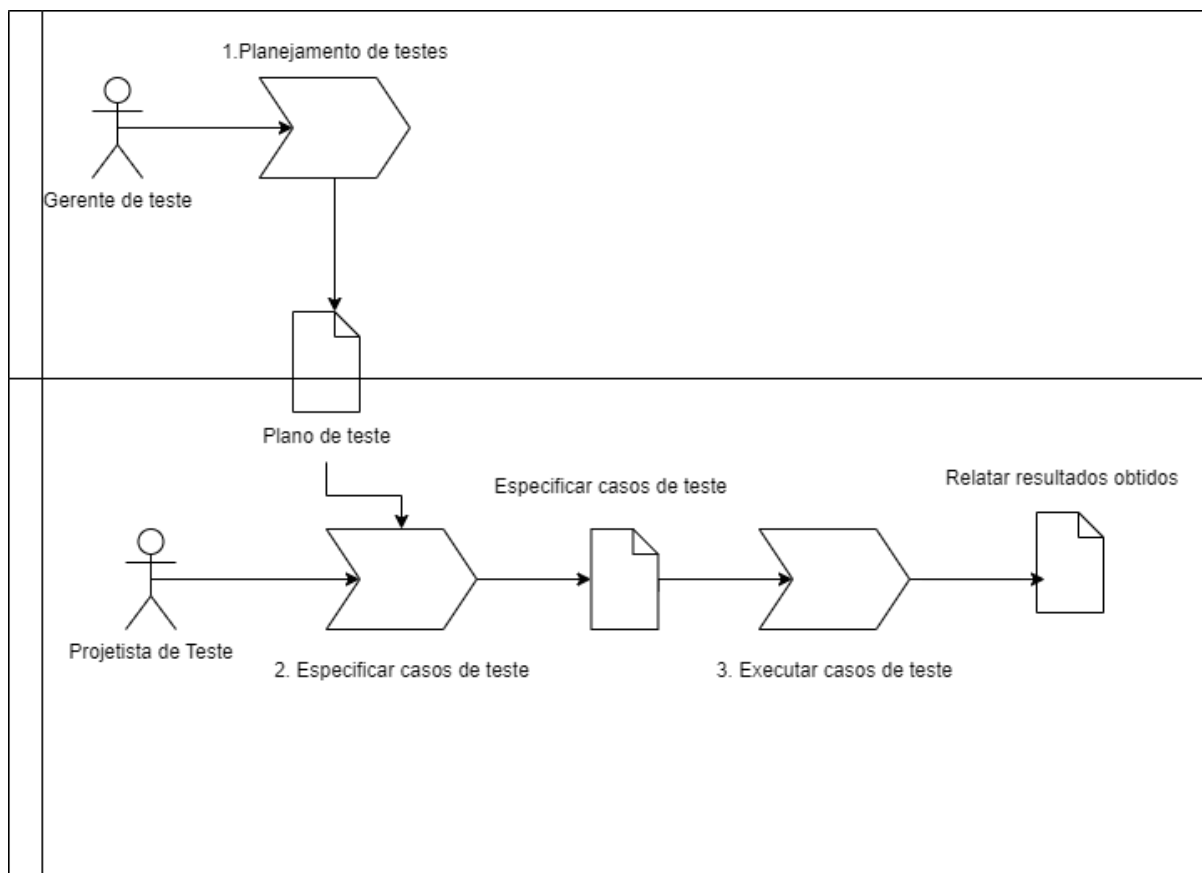 1.Planejamento de testes
Gerente de teste
Plano de teste
Especificar casos de teste
Relatar resultados obtidos
Projetista de Teste
2. Especificar casos de teste
3. Executar casos de teste